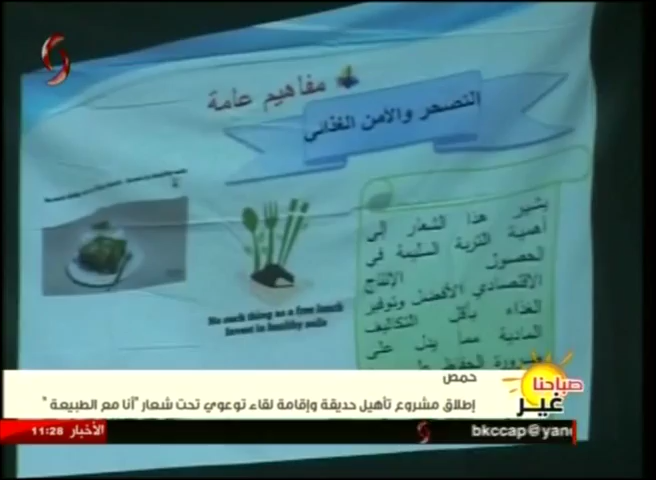 مفاهيم عامة
التصحر والأمن الغذائي
يشير هذا الشعار إلى
أهمية التربة السليمة في
الحصول الإنتاج
الاقتصادي الأفضل وتوفير
الغذاء بأقل التكاليف
المادية مما يدل على
No such thing as a free lunch
Invest in healthy soils
حمص
إطلاق مشروع تأهيل حديقة وإقامة لقاء توعوي تحت شعار "أنا مع الطبيعة "
صباحنا
غير
الأخبار 11:28
bkccap@yan